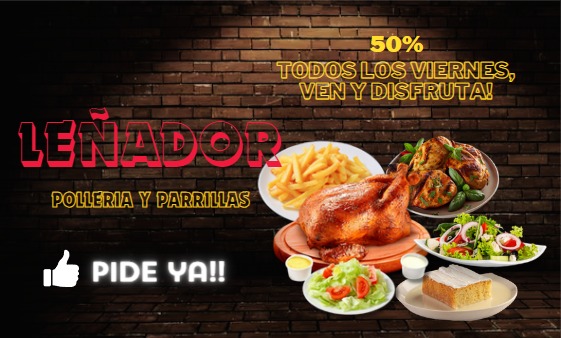 50%
TODOS LOS VIERNES,
VEN Y DISFRUTA!
LEÑADOR
POLLERIA Y PARRILLAS
PIDE YA!!